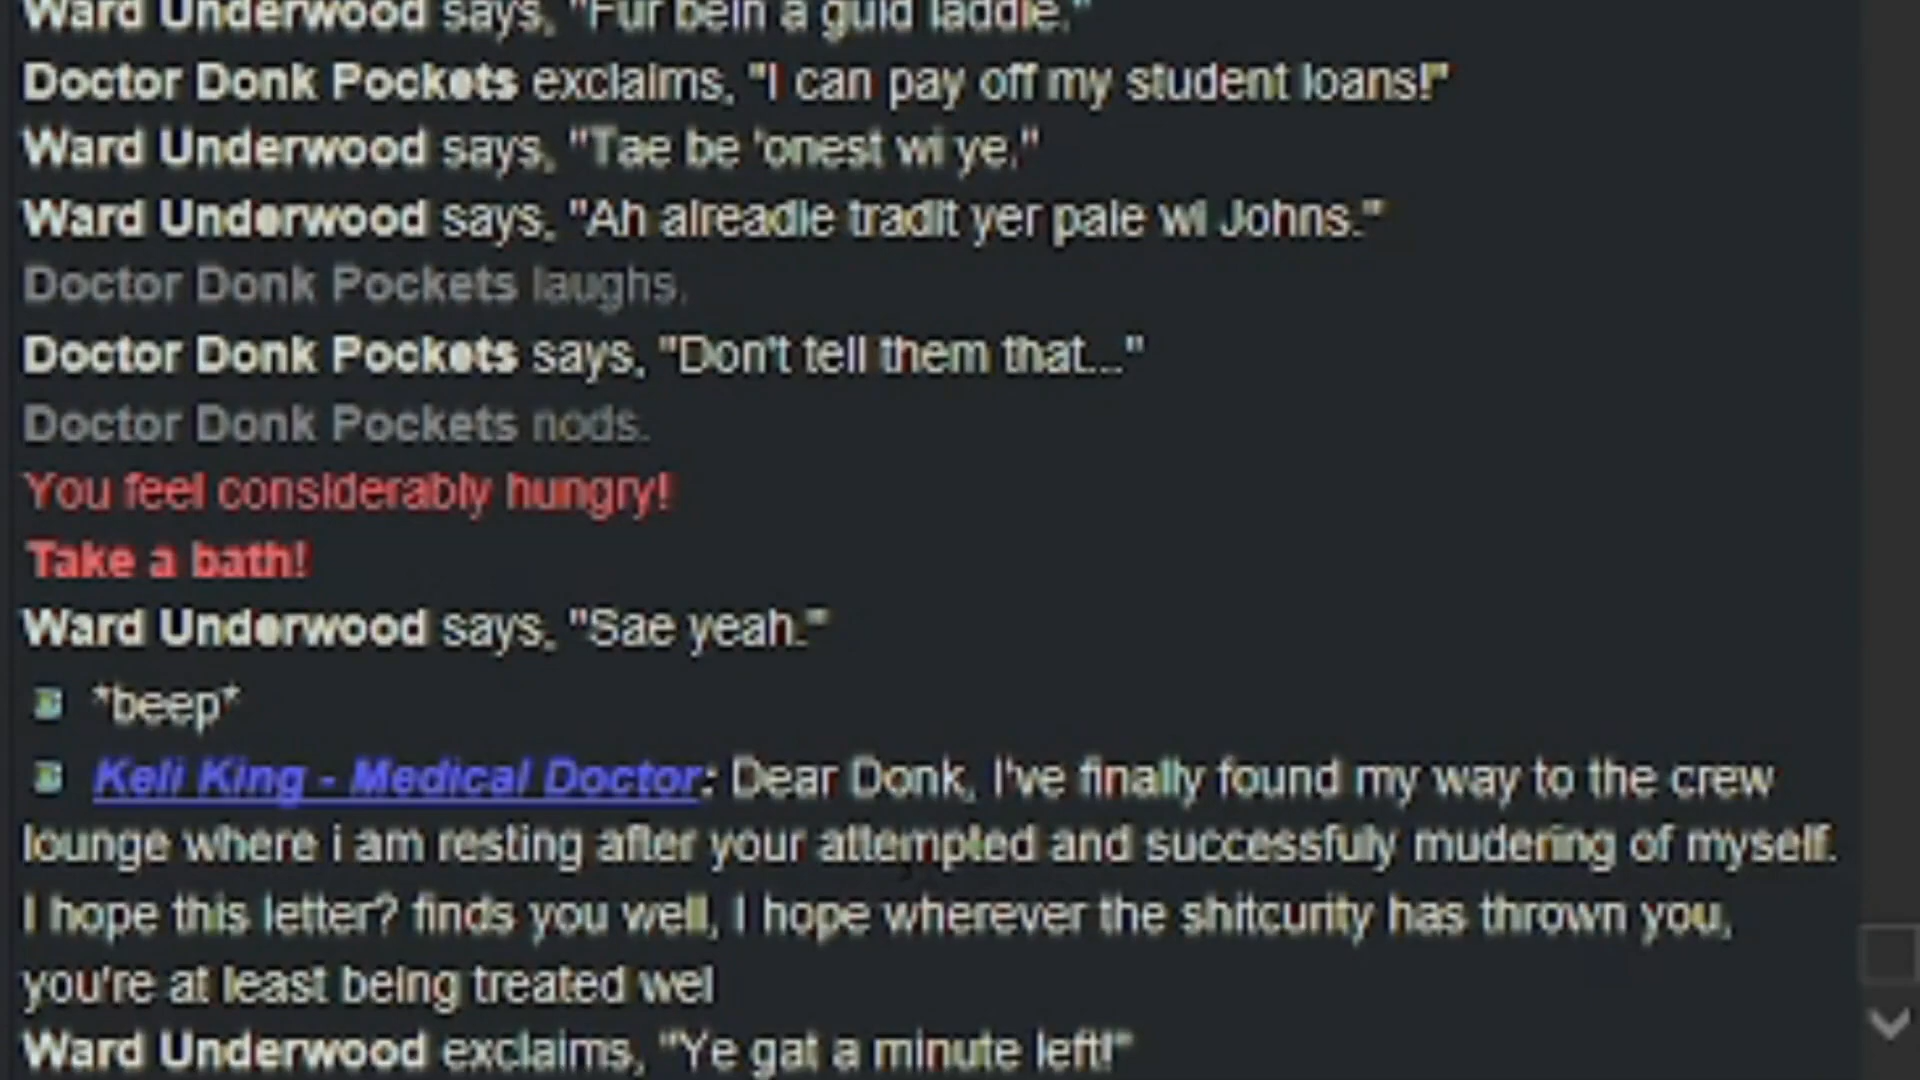 Ward Underwood says, "Fur bein a guid laddie."
Doctor Donk Pockets exclaims, "I can pay off my student loans!"
Ward Underwood says, "Tae be 'onest wi ye."
Ward Underwood says, "Ah alreadie tradit yer paie wi Johns."
Doctor Donk Pockets laughs.
Doctor Donk Pockets says, "Don't tell them that..."
Doctor Donk Pockets nods.
You feel considerably hungry!
Take a bath!
Ward Underwood says, "Sae yeah."
*beep*
Keli King - Medical Doctor: Dear Donk, I've finally found my way to the crew
lounge where i am resting after your attempted and successfuly mudering of myself.
I hope this letter? finds you well, I hope wherever the shitcurity has thrown you,
you're at least being treated wel
Ward Underwood exclaims, "Ye gat a minute left!"